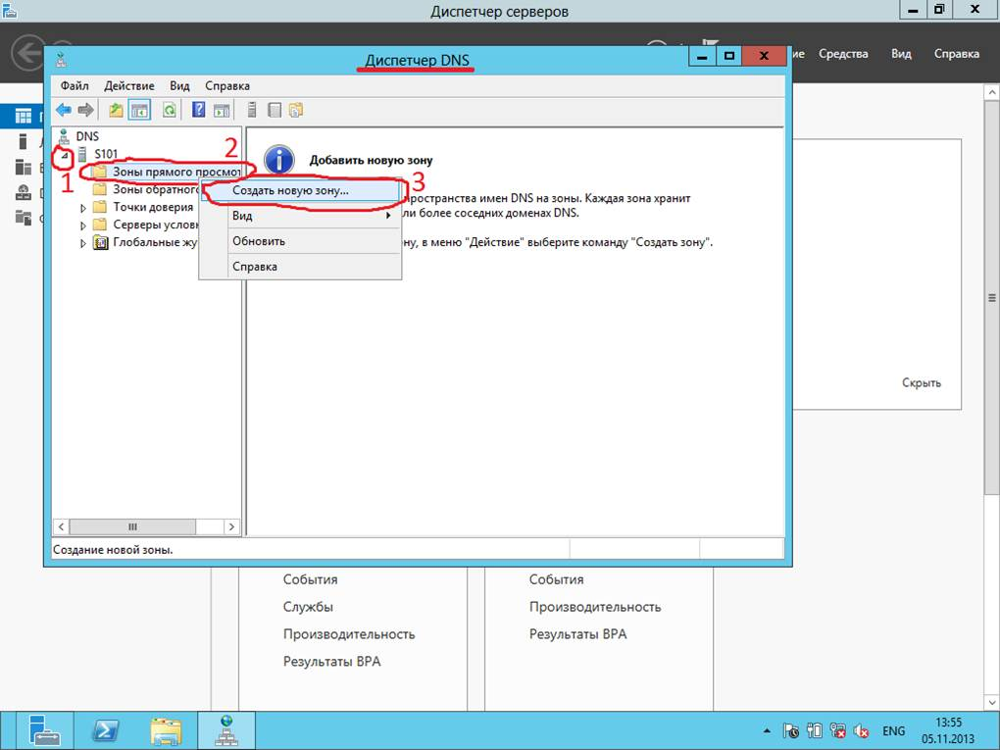 Диспетчер серверов
ие Средства Вид Справка
Диспетчер DNS
Файл Действие Вид Справка
DNS
S101
1
2
Зоны прямого просмот
Зоны обратного
Точки доверия
Серверы услов
Глобальные жу
Создать новую зону...
3
Вид
Обновить
Справка
Добавить новую зону
пространства имен DNS на зоны. Каждая зона хранит
ли более соседних доменах DNS.
ну, в меню "Действие" выберите команду "Создать зону".
Создание новой зоны.
Скрыть
События
Службы
Производительность
Результаты BPA
События
Производительность
Результаты BPA
ENG
13:55
05.11.2013